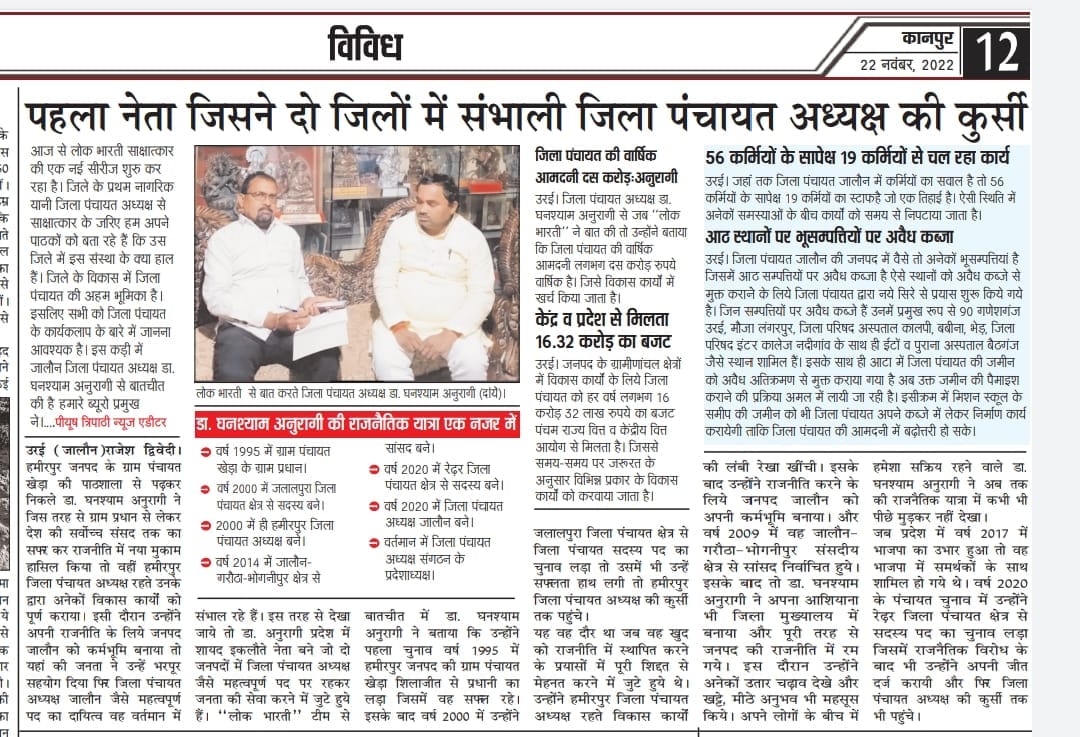 विविध
कानपुर
22 नवंबर, 2022
12
पहला नेता जिसने दो जिलों में संभाली जिला पंचायत अध्यक्ष की कुर्सी
आज से लोक भारती साक्षात्कार
की एक नई सीरीज शुरु कर
रहा है। जिले के प्रथम नागरिक
यानी जिला पंचायत अध्यक्ष से
साक्षात्कार के जरिए हम अपने
पाठकों को बता रहे हैं कि उस
जिले में इस संस्था के क्या हाल
हैं। जिले के विकास में जिला
पंचायत की अहम भूमिका है।
इसलिए सभी को जिला पंचायत
के कार्यकलाप के बारे में जानना
आवश्यक है। इस कड़ी में
जालौन जिला पंचायत अध्यक्ष डा.
घनश्याम अनुरागी से बातचीत
की है हमारे ब्यूरो प्रमुख
ने।....पीयूष त्रिपाठी न्यूज एडीटर
लोक भारती से बात करते जिला पंचायत अध्यक्ष डा. घनश्याम अनुरागी (दांये)।
डा. घनश्याम अनुरागी की राजनैतिक यात्रा एक नजर में
वर्ष 1995 में ग्राम पंचायत
खेड़ा के ग्राम प्रधान।
वर्ष 2000 में जलालपुरा जिला
पंचायत क्षेत्र से सदस्य बने।
2000 में ही हमीरपुर जिला
पंचायत अध्यक्ष बने।
वर्ष 2014 में जालौन-
गरौठा-भोगनीपुर क्षेत्र से
सांसद बने।
वर्ष 2020 में रेढ़र जिला
पंचायत क्षेत्र से सदस्य बने।
वर्ष 2020 में जिला पंचायत
अध्यक्ष जालौन बने।
वर्तमान में जिला पंचायत
अध्यक्ष संगठन के
प्रदेशाध्यक्ष।
जिला पंचायत की वार्षिक
आमदनी दस करोड़ः अनुरागी
उरई। जिला पंचायत अध्यक्ष डा.
घनश्याम अनुरागी से जब "लोक
भारती" ने बात की तो उन्होंने बताया
कि जिला पंचायत की वार्षिक
आमदनी लगभग दस करोड़ रुपये
वार्षिक है। जिसे विकास कार्यों में
खर्च किया जाता है।
केंद्र व प्रदेश से मिलता
16.32 करोड़ का बजट
उरई। जनपद के ग्रामीणांचल क्षेत्रों
में विकास कार्यों के लिये जिला
पंचायत को हर वर्ष लगभग 16
करोड़ 32 लाख रुपये का बजट
पंचम राज्य वित्त व केंद्रीय वित्त
आयोग से मिलता है। जिससे
समय-समय पर जरूरत के
अनुसार विभिन्न प्रकार के विकास
कार्यों को करवाया जाता है।
56 कर्मियों के सापेक्ष 19 कर्मियों से चल रहा कार्य
उरई। जहां तक जिला पंचायत जालौन में कर्मियों का सवाल है तो 56
कर्मियों के सापेक्ष 19 कर्मियों का स्टाफहै जो एक तिहाई है। ऐसी स्थिति में
अनेकों समस्याओं के बीच कार्यों को समय से निपटाया जाता है।
आठ स्थानों पर भूसम्पत्तियों पर अवैध कब्जा
उरई। जिला पंचायत जालौन की जनपद में वैसे तो अनेकों भूसम्पत्तियां है
जिसमें आठ सम्पत्तियों पर अवैध कब्जा है ऐसे स्थानों को अवैध कब्जे से
मुक्त कराने के लिये जिला पंचायत द्वारा नये सिरे से प्रयास शुरू किये गये
है। जिन सम्पत्तियों पर अवैध कब्जे हैं उनमें प्रमुख रूप से 90 गणेशगंज
उरई, मौजा लंगरपुर, जिला परिषद अस्पताल कालपी, बबीना, भेड़, जिला
परिषद इंटर कालेज नदीगांव के साथ ही ईटों व पुराना अस्पताल बैठगंज
जैसे स्थान शामिल हैं। इसके साथ ही आटा में जिला पंचायत की जमीन
को अवैध अतिक्रमण से मुक्त कराया गया है अब उक्त जमीन की पैमाइश
कराने की प्रक्रिया अमल में लायी जा रही है। इसीक्रम में मिशन स्कूल के
समीप की जमीन को भी जिला पंचायत अपने कब्जे में लेकर निर्माण कार्य
करायेगी ताकि जिला पंचायत की आमदनी में बढ़ोत्तरी हो सके।
उरई (जालौन)राजेश द्विवेदी।
हमीरपुर जनपद के ग्राम पंचायत
खेड़ा की पाठशाला से पढ़कर
निकले डा. घनश्याम अनुरागी ने
जिस तरह से ग्राम प्रधान से लेकर
देश की सर्वोच्च संसद तक का
सफर कर राजनीति में नया मुकाम
हासिल किया तो वहीं हमीरपुर
जिला पंचायत अध्यक्ष रहते उनके
द्वारा अनेकों विकास कार्यों को
पूर्ण कराया। इसी दौरान उन्होंने
अपनी राजनीति के लिये जनपद
जालौन को कर्मभूमि बनाया तो
यहां की जनता ने उन्हें भरपूर
सहयोग दिया फिर जिला पंचायत
अध्यक्ष जालौन जैसे महत्वपूर्ण
पद का दायित्व वह वर्तमान में
संभाल रहे हैं। इस तरह से देखा
जाये तो डा. अनुरागी प्रदेश में
शायद इकलौते नेता बने जो दो
जनपदों में जिला पंचायत अध्यक्ष
जैसे महत्वपूर्ण पद पर रहकर
जनता की सेवा करने में जुटे हुये
हैं। "लोक भारती" टीम से
बातचीत में डा. घनश्याम
अनुरागी ने बताया कि उन्होंने
पहला चुनाव वर्ष 1995 में
हमीरपुर जनपद की ग्राम पंचायत
खेड़ा शिलाजीत से प्रधानी का
लड़ा जिसमें वह सफल रहे।
इसके बाद वर्ष 2000 में उन्होंने
जलालपुरा जिला पंचायत क्षेत्र से
जिला पंचायत सदस्य पद का
चुनाव लड़ा तो उसमें भी उन्हें
सफलता हाथ लगी तो हमीरपुर
जिला पंचायत अध्यक्ष की कुर्सी
तक पहुंचे।
यह वह दौर था जब वह खुद
को राजनीति में स्थापित करने
के प्रयासों में पूरी शिद्दत से
मेहनत करने में जुटे हुये थे।
उन्होंने हमीरपुर जिला पंचायत
अध्यक्ष रहते विकास कार्यों
की लंबी रेखा खींची। इसके
बाद उन्होंने राजनीति करने के
लिये जनपद जालौन को
अपनी कर्मभूमि बनाया। और
वर्ष 2009 में वह जालौन-
गरौठा-भोगनीपुर संसदीय
क्षेत्र से सांसद निर्वाचित हुये।
इसके बाद तो डा. घनश्याम
अनुरागी ने अपना आशियाना
भी जिला मुख्यालय में
बनाया और पूरी तरह से
जनपद की राजनीति में रम
गये। इस दौरान उन्होंने
अनेकों उतार चढ़ाव देखे और
खट्टे, मीठे अनुभव भी महसूस
किये। अपने लोगों के बीच में
हमेशा सक्रिय रहने वाले डा.
घनश्याम अनुरागी ने अब तक
की राजनैतिक यात्रा में कभी भी
पीछे मुड़कर नहीं देखा।
जब प्रदेश में वर्ष 2017 में
भाजपा का उभार हुआ तो वह
भाजपा में समर्थकों के साथ
शामिल हो गये थे। वर्ष 2020
के पंचायत चुनाव में उन्होंने
रेढ़र जिला पंचायत क्षेत्र से
सदस्य पद का चुनाव लड़ा
जिसमें राजनैतिक विरोध के
बाद भी उन्होंने अपनी जीत
दर्ज करायी और फिर जिला
पंचायत अध्यक्ष की कुर्सी तक
भी पहुंचे।